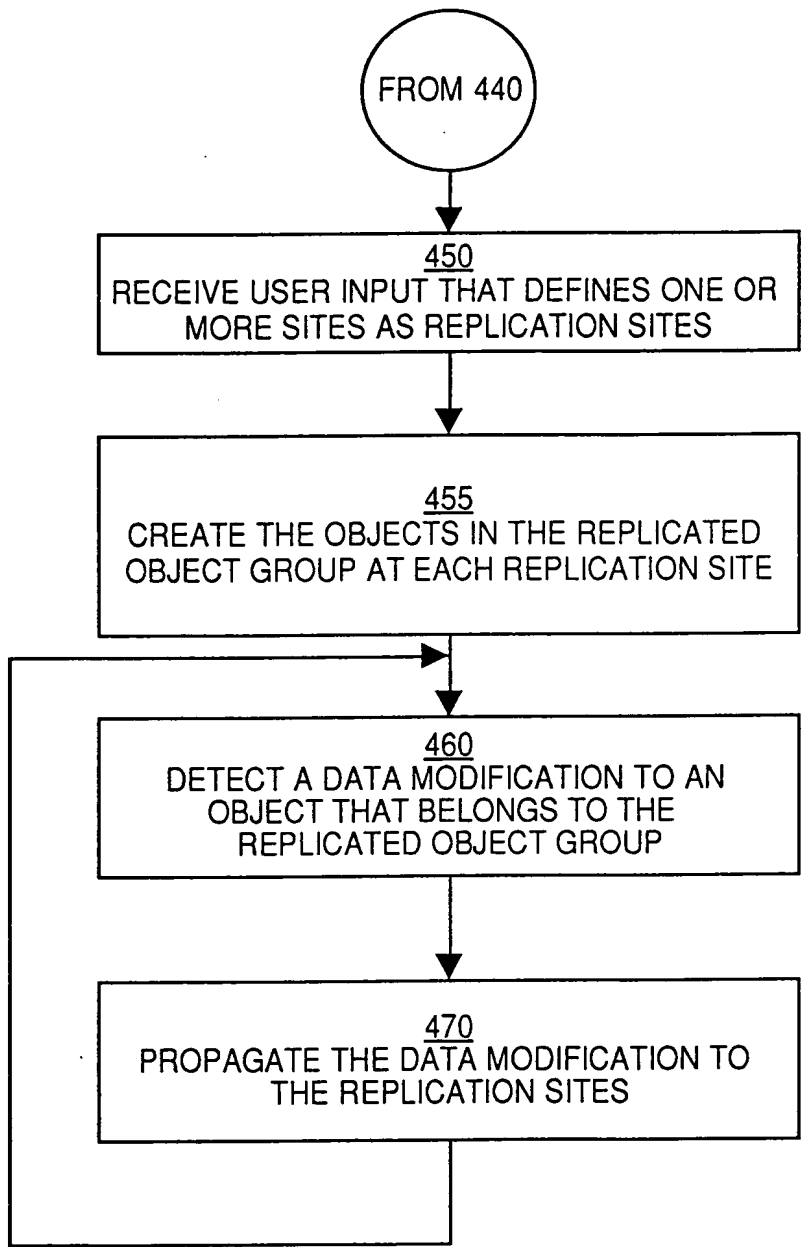 FROM 440
450
RECEIVE USER INPUT THAT DEFINES ONE OR
MORE SITES AS REPLICATION SITES
455
CREATE THE OBJECTS IN THE REPLICATED
OBJECT GROUP AT EACH REPLICATION SITE
460
DETECT A DATA MODIFICATION TO AN
OBJECT THAT BELONGS TO THE
REPLICATED OBJECT GROUP
470
PROPAGATE THE DATA MODIFICATION TO
THE REPLICATION SITES